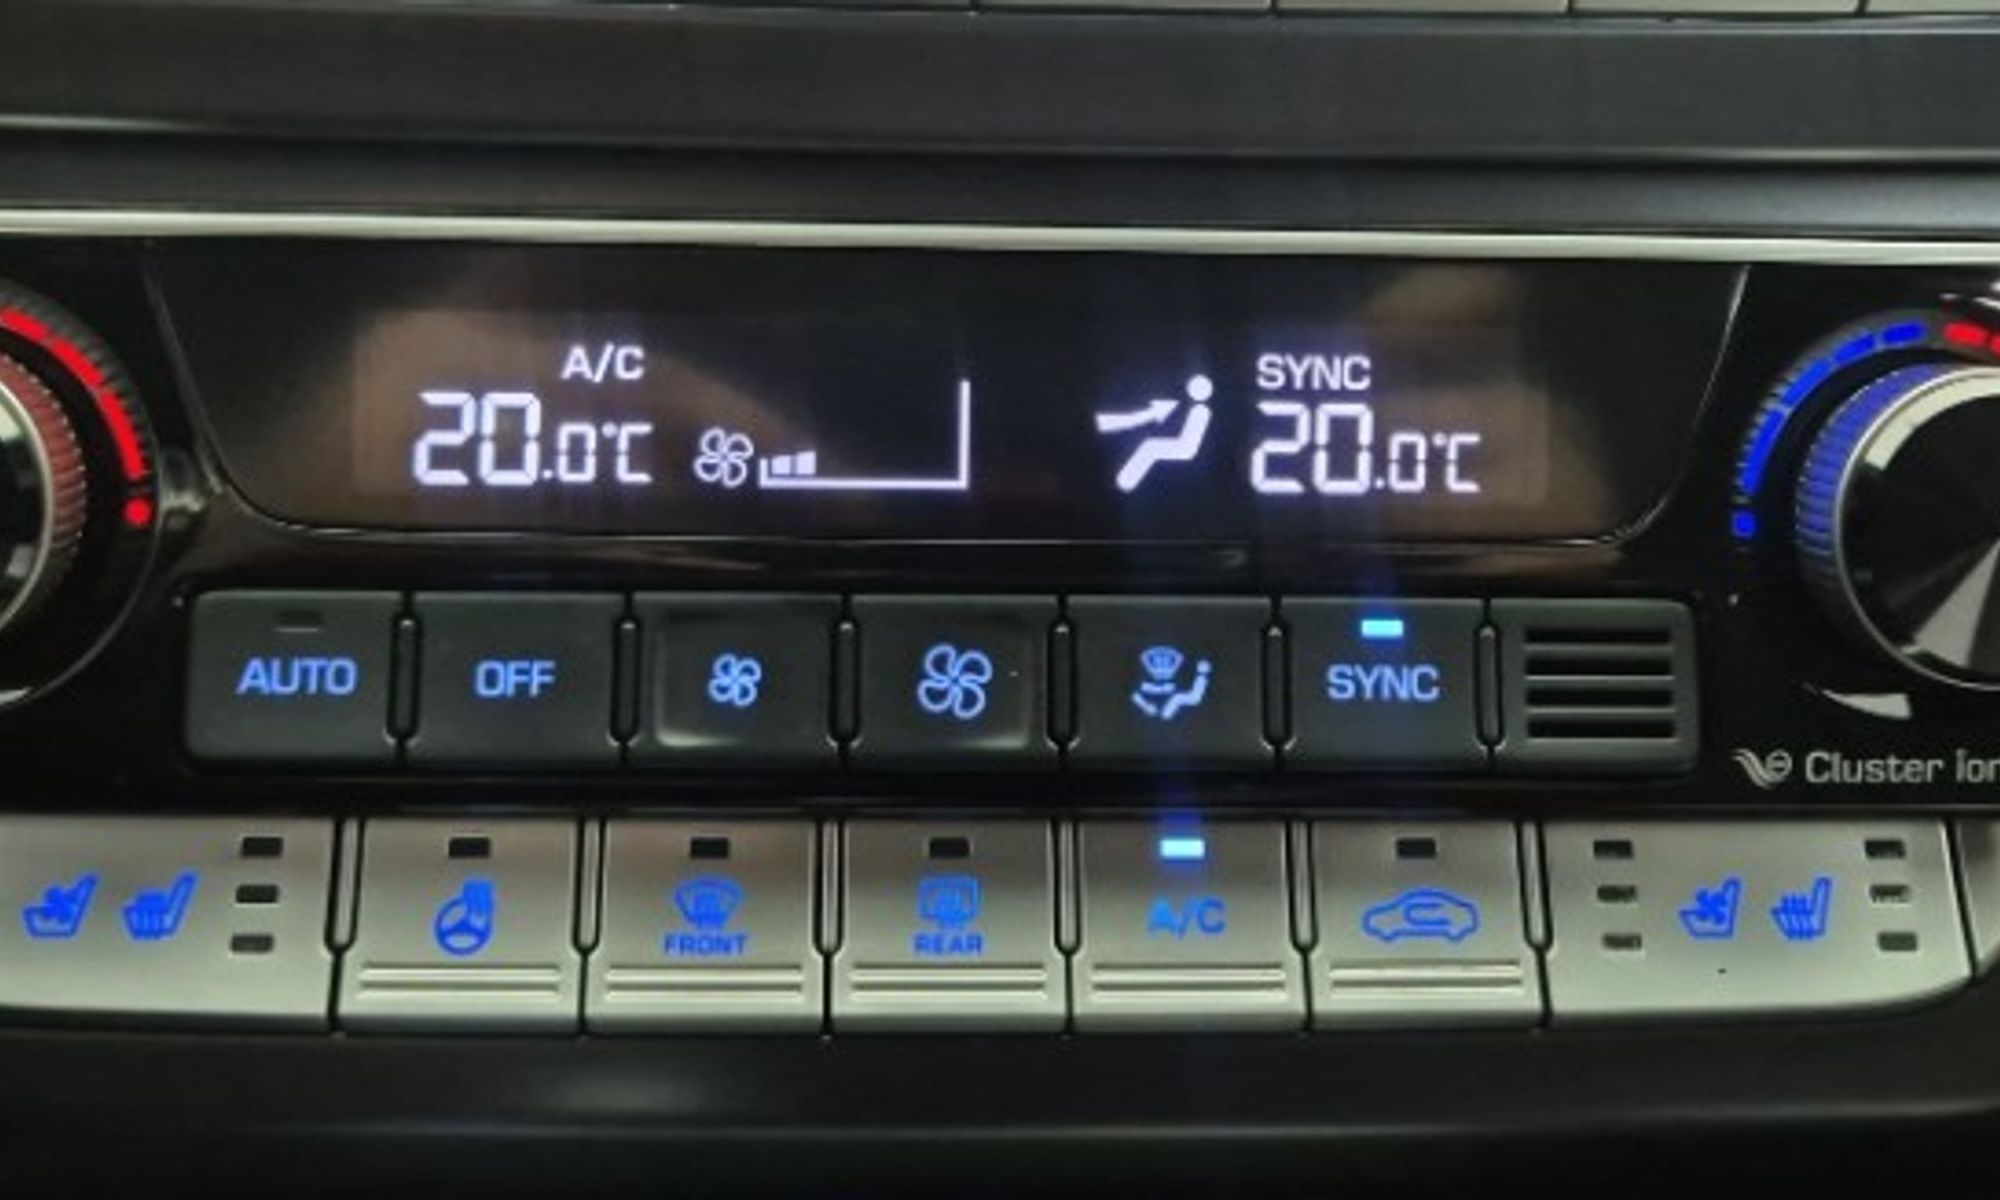 A/C SYNC
20.0℃ 20.0℃
AUTO OFF SYNC
Cluster ion
FRONT REAR A/C